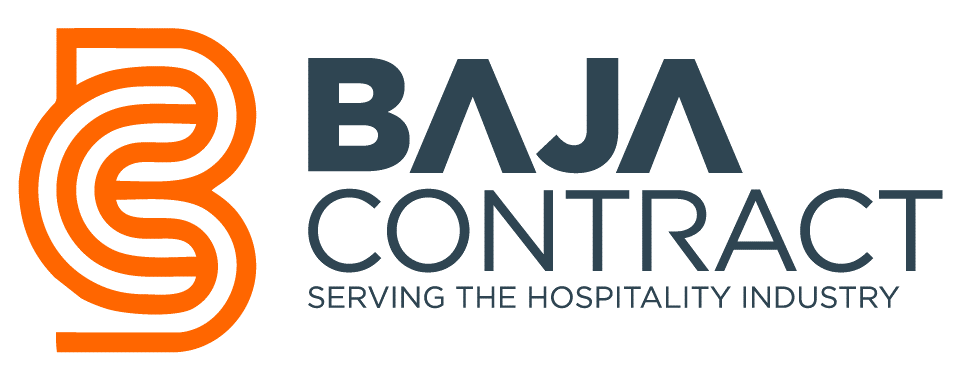 BAJA
CONTRACT
SERVING THE HOSPITALITY INDUSTRY